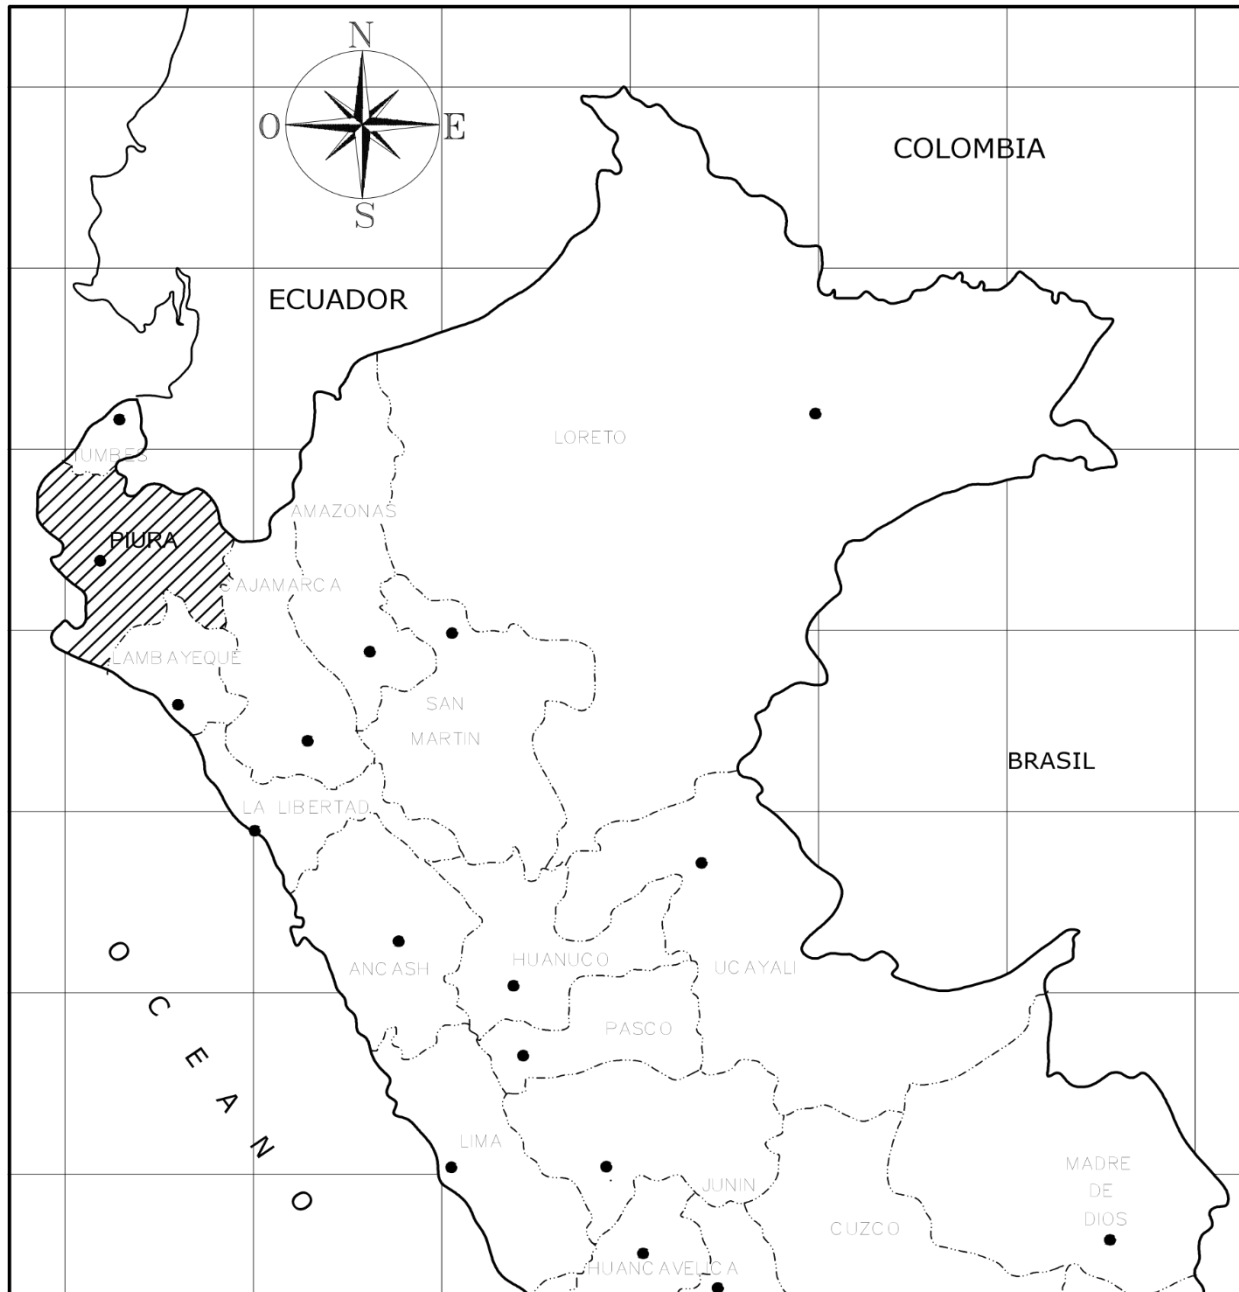 N
O
E
S
COLOMBIA
ECUADOR
LORETO
TUMBES
AMAZONAS
PIURA
CAJAMARCA
LAMBAYEQUE
SAN
MARTIN
BRASIL
LA LIBERTAD
ANCASH
HUANUCO
UCAYALI
PASCO
OCEANO
LIMA
JUNIN
MADRE
DE
DIOS
CUZCO
HUANCAVELICA